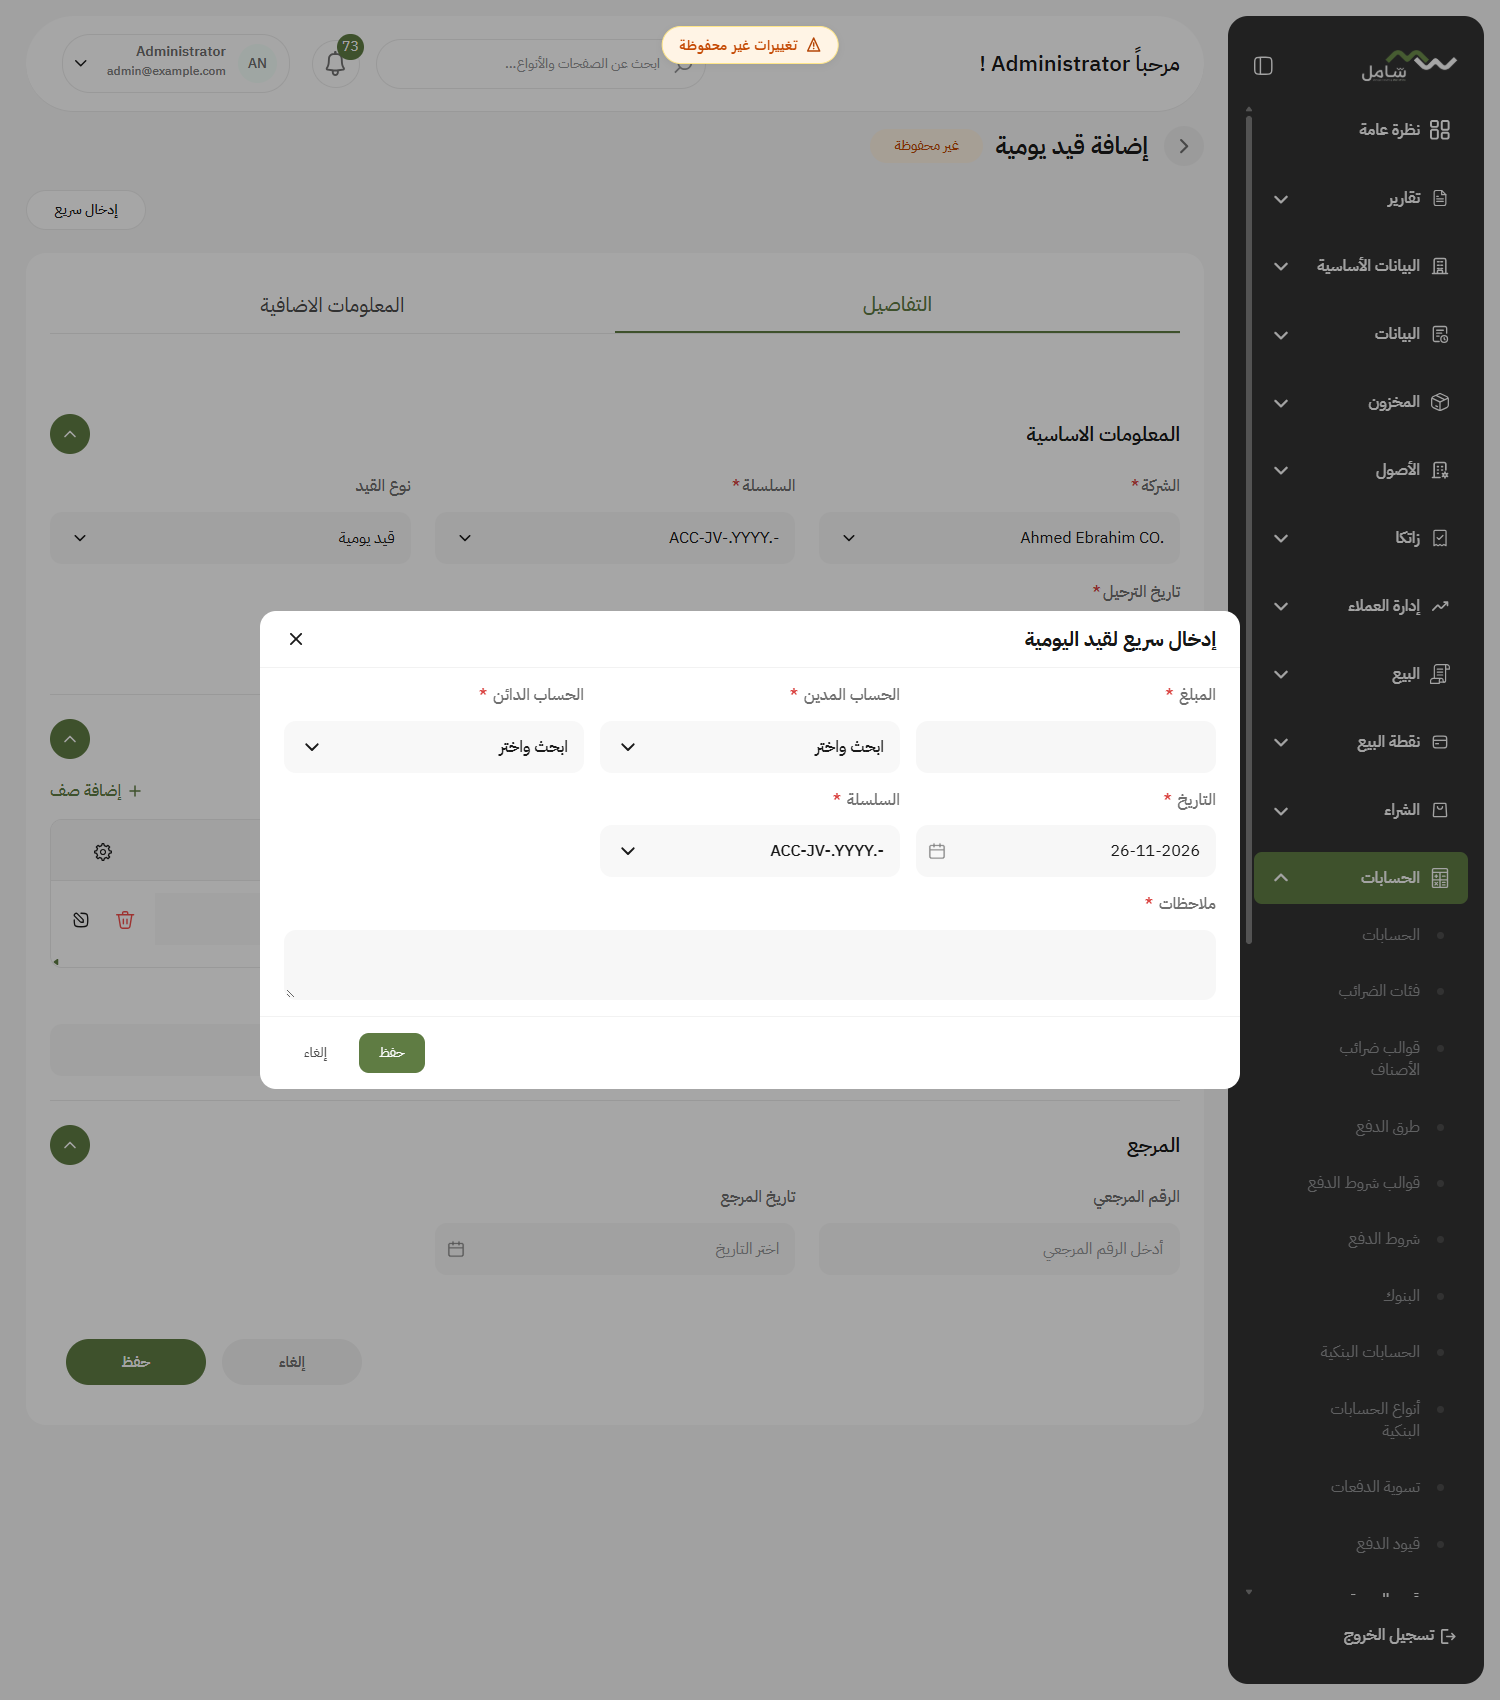 شامل
نظرة عامة
تقارير
البيانات الأساسية
البيانات
المخزون
الأصول
زاتكا
إدارة العملاء
البيع
نقطة البيع
الشراء
الحسابات
الحسابات
فئات الضرائب
قوالب ضرائب
الأصناف
طرق الدفع
قوالب شروط الدفع
شروط الدفع
البنوك
الحسابات البنكية
أنواع الحسابات
البنكية
تسوية الدفعات
قيود الدفع
تسجيل الخروج
تغييرات غير محفوظة
مرحباً Administrator !
ابحث عن الصفحات والأنواع...
73
AN
Administrator
admin@example.com
إضافة قيد يومية
غير محفوظة
إدخال سريع
التفاصيل
المعلومات الاضافية
المعلومات الاساسية
الشركة *
السلسلة *
نوع القيد
Ahmed Ebrahim CO.
ACC-JV-.YYYY.-
قيد يومية
تاريخ الترحيل *
إضافة صف
إدخال سريع لقيد اليومية
المبلغ *
الحساب المدين *
الحساب الدائن *
ابحث واختر
ابحث واختر
التاريخ *
السلسلة *
26-11-2026
ACC-JV-.YYYY.-
ملاحظات *
حفظ
إلغاء
المرجع
الرقم المرجعي
تاريخ المرجع
أدخل الرقم المرجعي
اختر التاريخ
إلغاء
حفظ